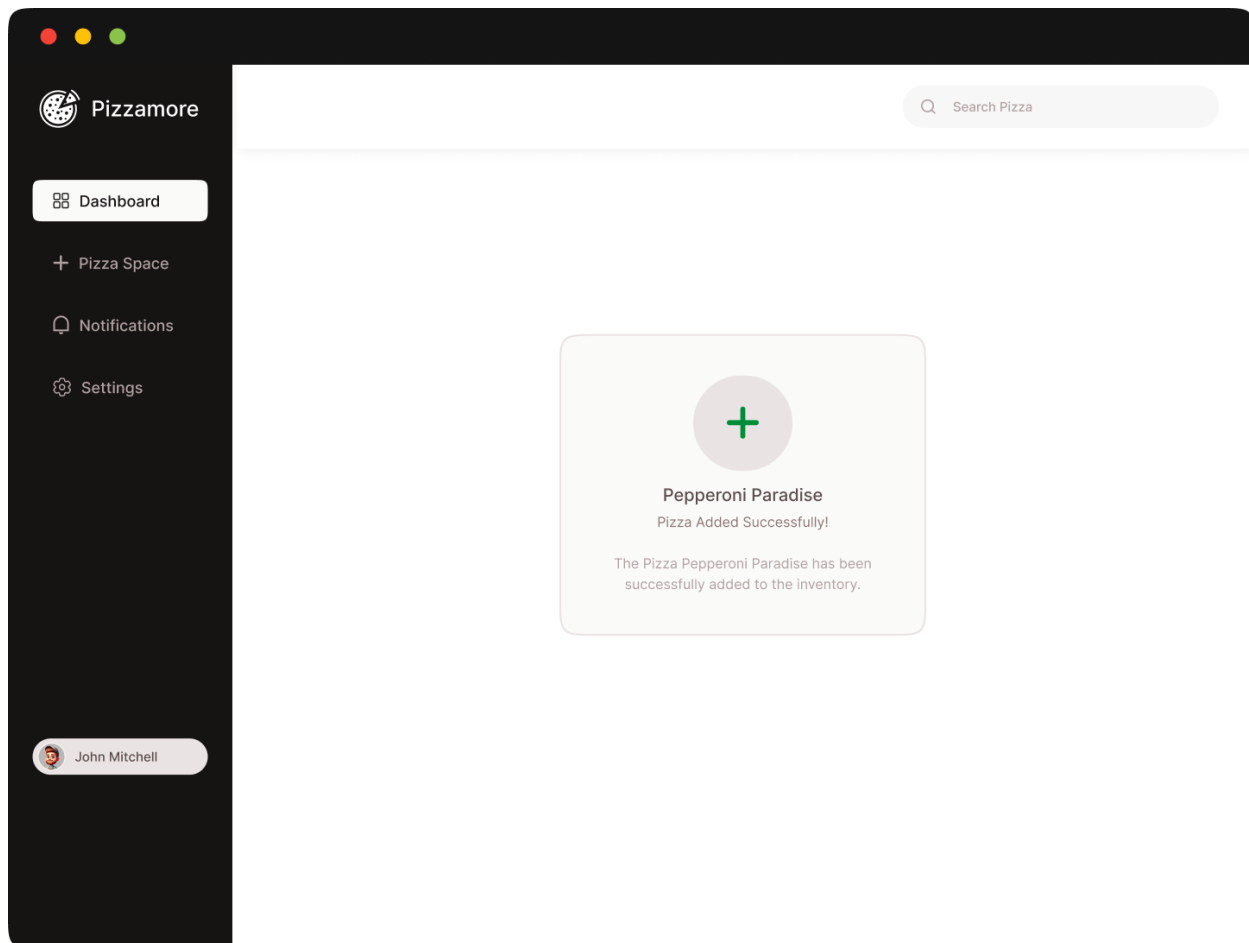 Pizzamore
Search Pizza
Dashboard
Pizza Space
Notifications
Settings
Pepperoni Paradise
Pizza Added Successfully!
The Pizza Pepperoni Paradise has been
successfully added to the inventory.
John Mitchell